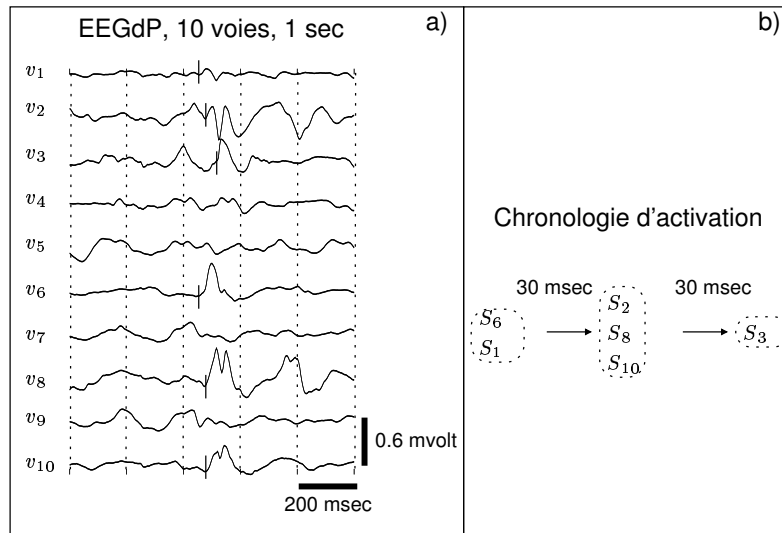 EEGdP, 10 voies, 1 sec
a)
v1
v2
v3
v4
v5
v6
v7
v8
v9
v10
0.6 mvolt
200 msec
b)
Chronologie d'activation
30 msec
30 msec
S6
S1
S2
S8
S10
S3